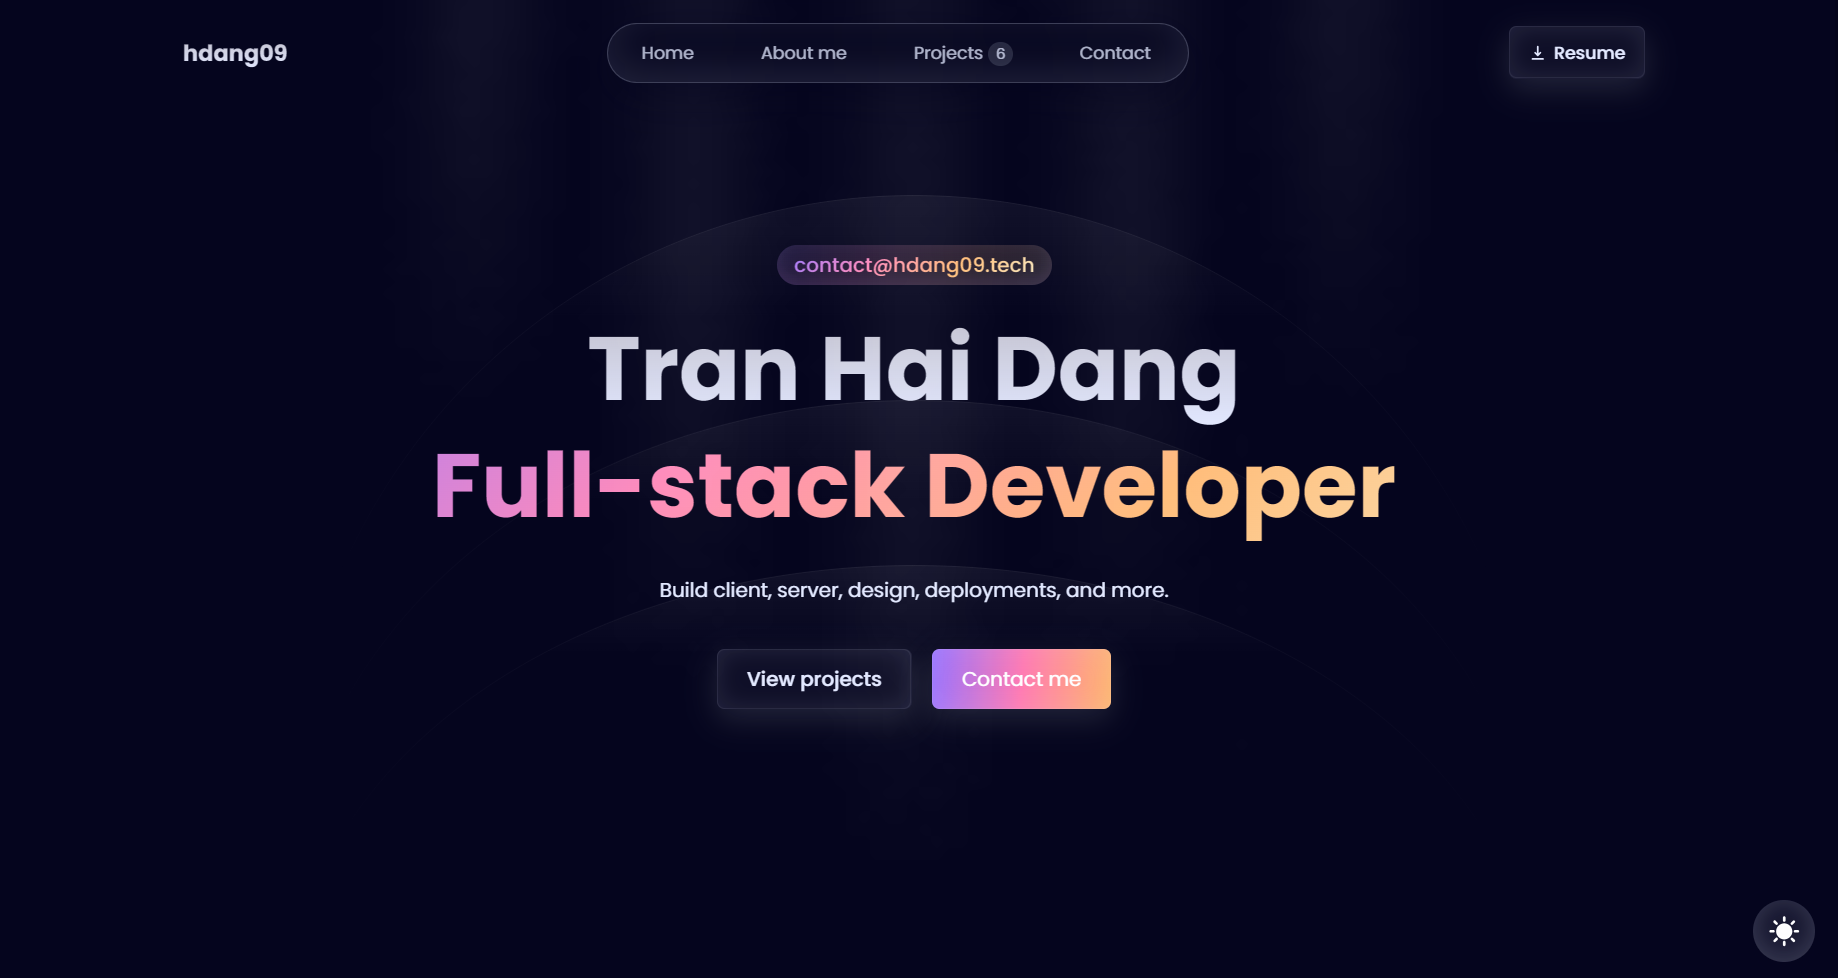 hdang09
Home About me Projects 6 Contact
Resume
contact@hdang09.tech
Tran Hai Dang
Full-stack Developer
Build client, server, design, deployments, and more.
View projects Contact me